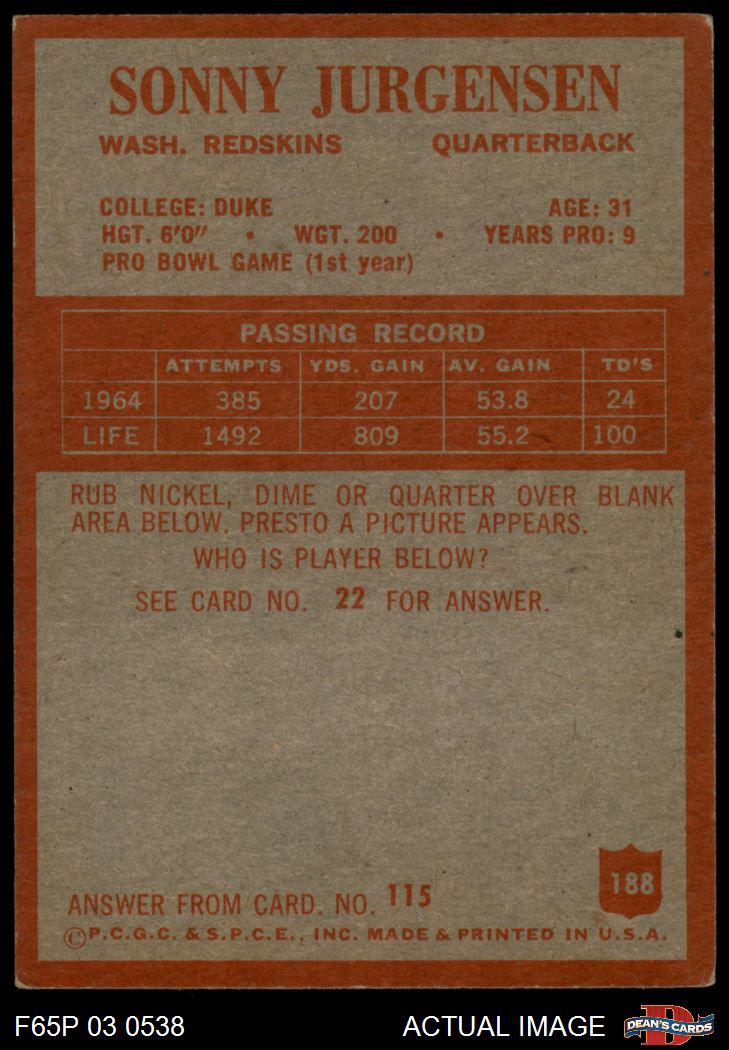 SONNY JURGENSEN
WASH. REDSKINS QUARTERBACK
COLLEGE: DUKE AGE: 31
HGT. 6'0" • WGT. 200 • YEARS PRO: 9
PRO BOWL GAME (1st year)
PASSING RECORD
ATTEMPTS YDS. GAIN AV. GAIN TD'S
1964 385 207 53.8 24
LIFE 1492 809 55.2 100
RUB NICKEL, DIME OR QUARTER OVER BLANK
AREA BELOW. PRESTO A PICTURE APPEARS.
WHO IS PLAYER BELOW?
SEE CARD NO. 22 FOR ANSWER.
188
ANSWER FROM CARD. NO. 115
©P.C.G.C. & S.P.C.E., INC. MADE & PRINTED IN U.S.A.
F65P 03 0538 ACTUAL IMAGE DEAN'S CARDS